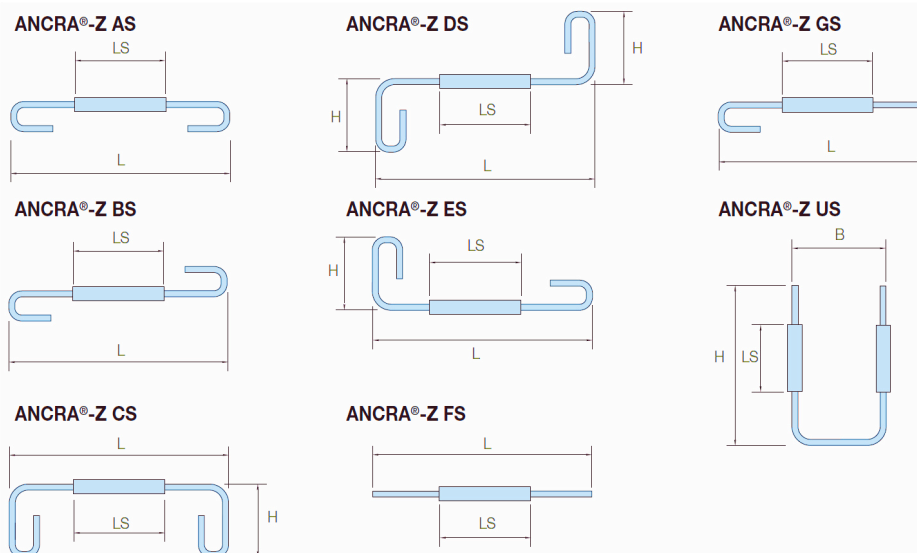 ANCRA®-Z AS
LS
L
ANCRA®-Z DS
H
H
LS
L
ANCRA®-Z GS
LS
L
ANCRA®-Z BS
LS
L
ANCRA®-Z ES
H
LS
L
ANCRA®-Z US
B
H
LS
ANCRA®-Z CS
L
LS
H
ANCRA®-Z FS
L
LS